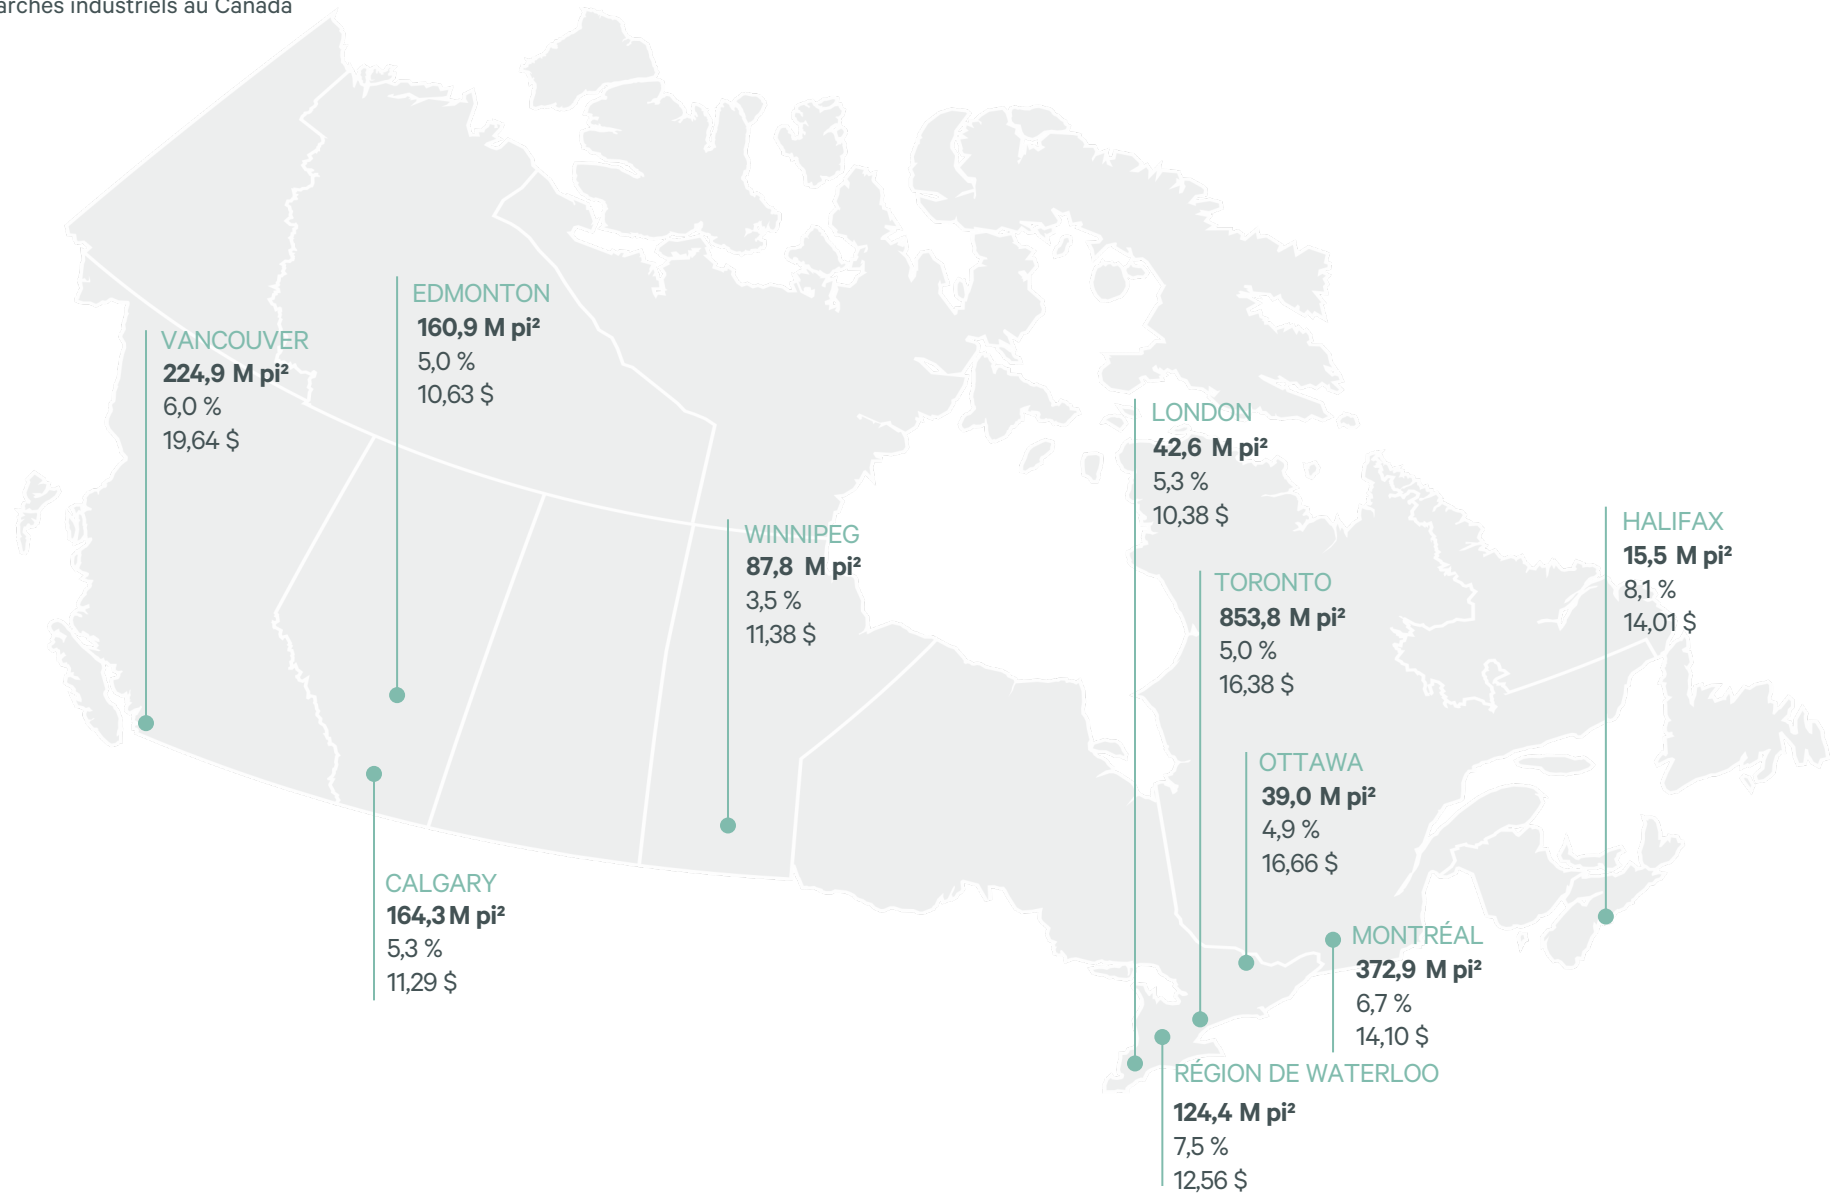 industriels au Canada
EDMONTON
160,9 M pi²
5,0 %
10,63 $
VANCOUVER
224,9 M pi²
6,0 %
19,64 $
LONDON
42,6 M pi²
5,3 %
10,38 $
WINNIPEG
87,8 M pi²
3,5 %
11,38 $
HALIFAX
15,5 M pi²
8,1 %
14,01 $
TORONTO
853,8 M pi²
5,0 %
16,38 $
OTTAWA
39,0 M pi²
4,9 %
16,66 $
CALGARY
164,3 M pi²
5,3 %
11,29 $
MONTRÉAL
372,9 M pi²
6,7 %
14,10 $
RÉGION DE WATERLOO
124,4 M pi²
7,5 %
12,56 $